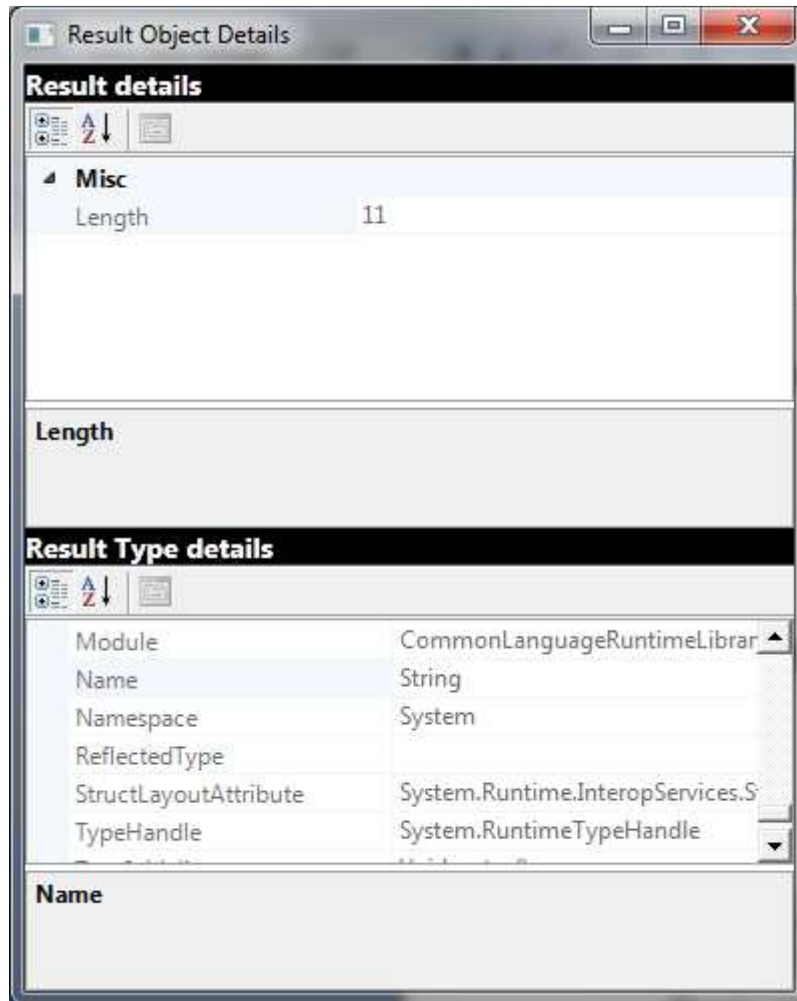 Result Object Details
Result details
Misc
Length 11
Length
Result Type details
Module CommonLanguageRuntimeLibrar
Name String
Namespace System
ReflectedType
StructLayoutAttribute System.Runtime.InteropServices.S
TypeHandle System.RuntimeTypeHandle
Name